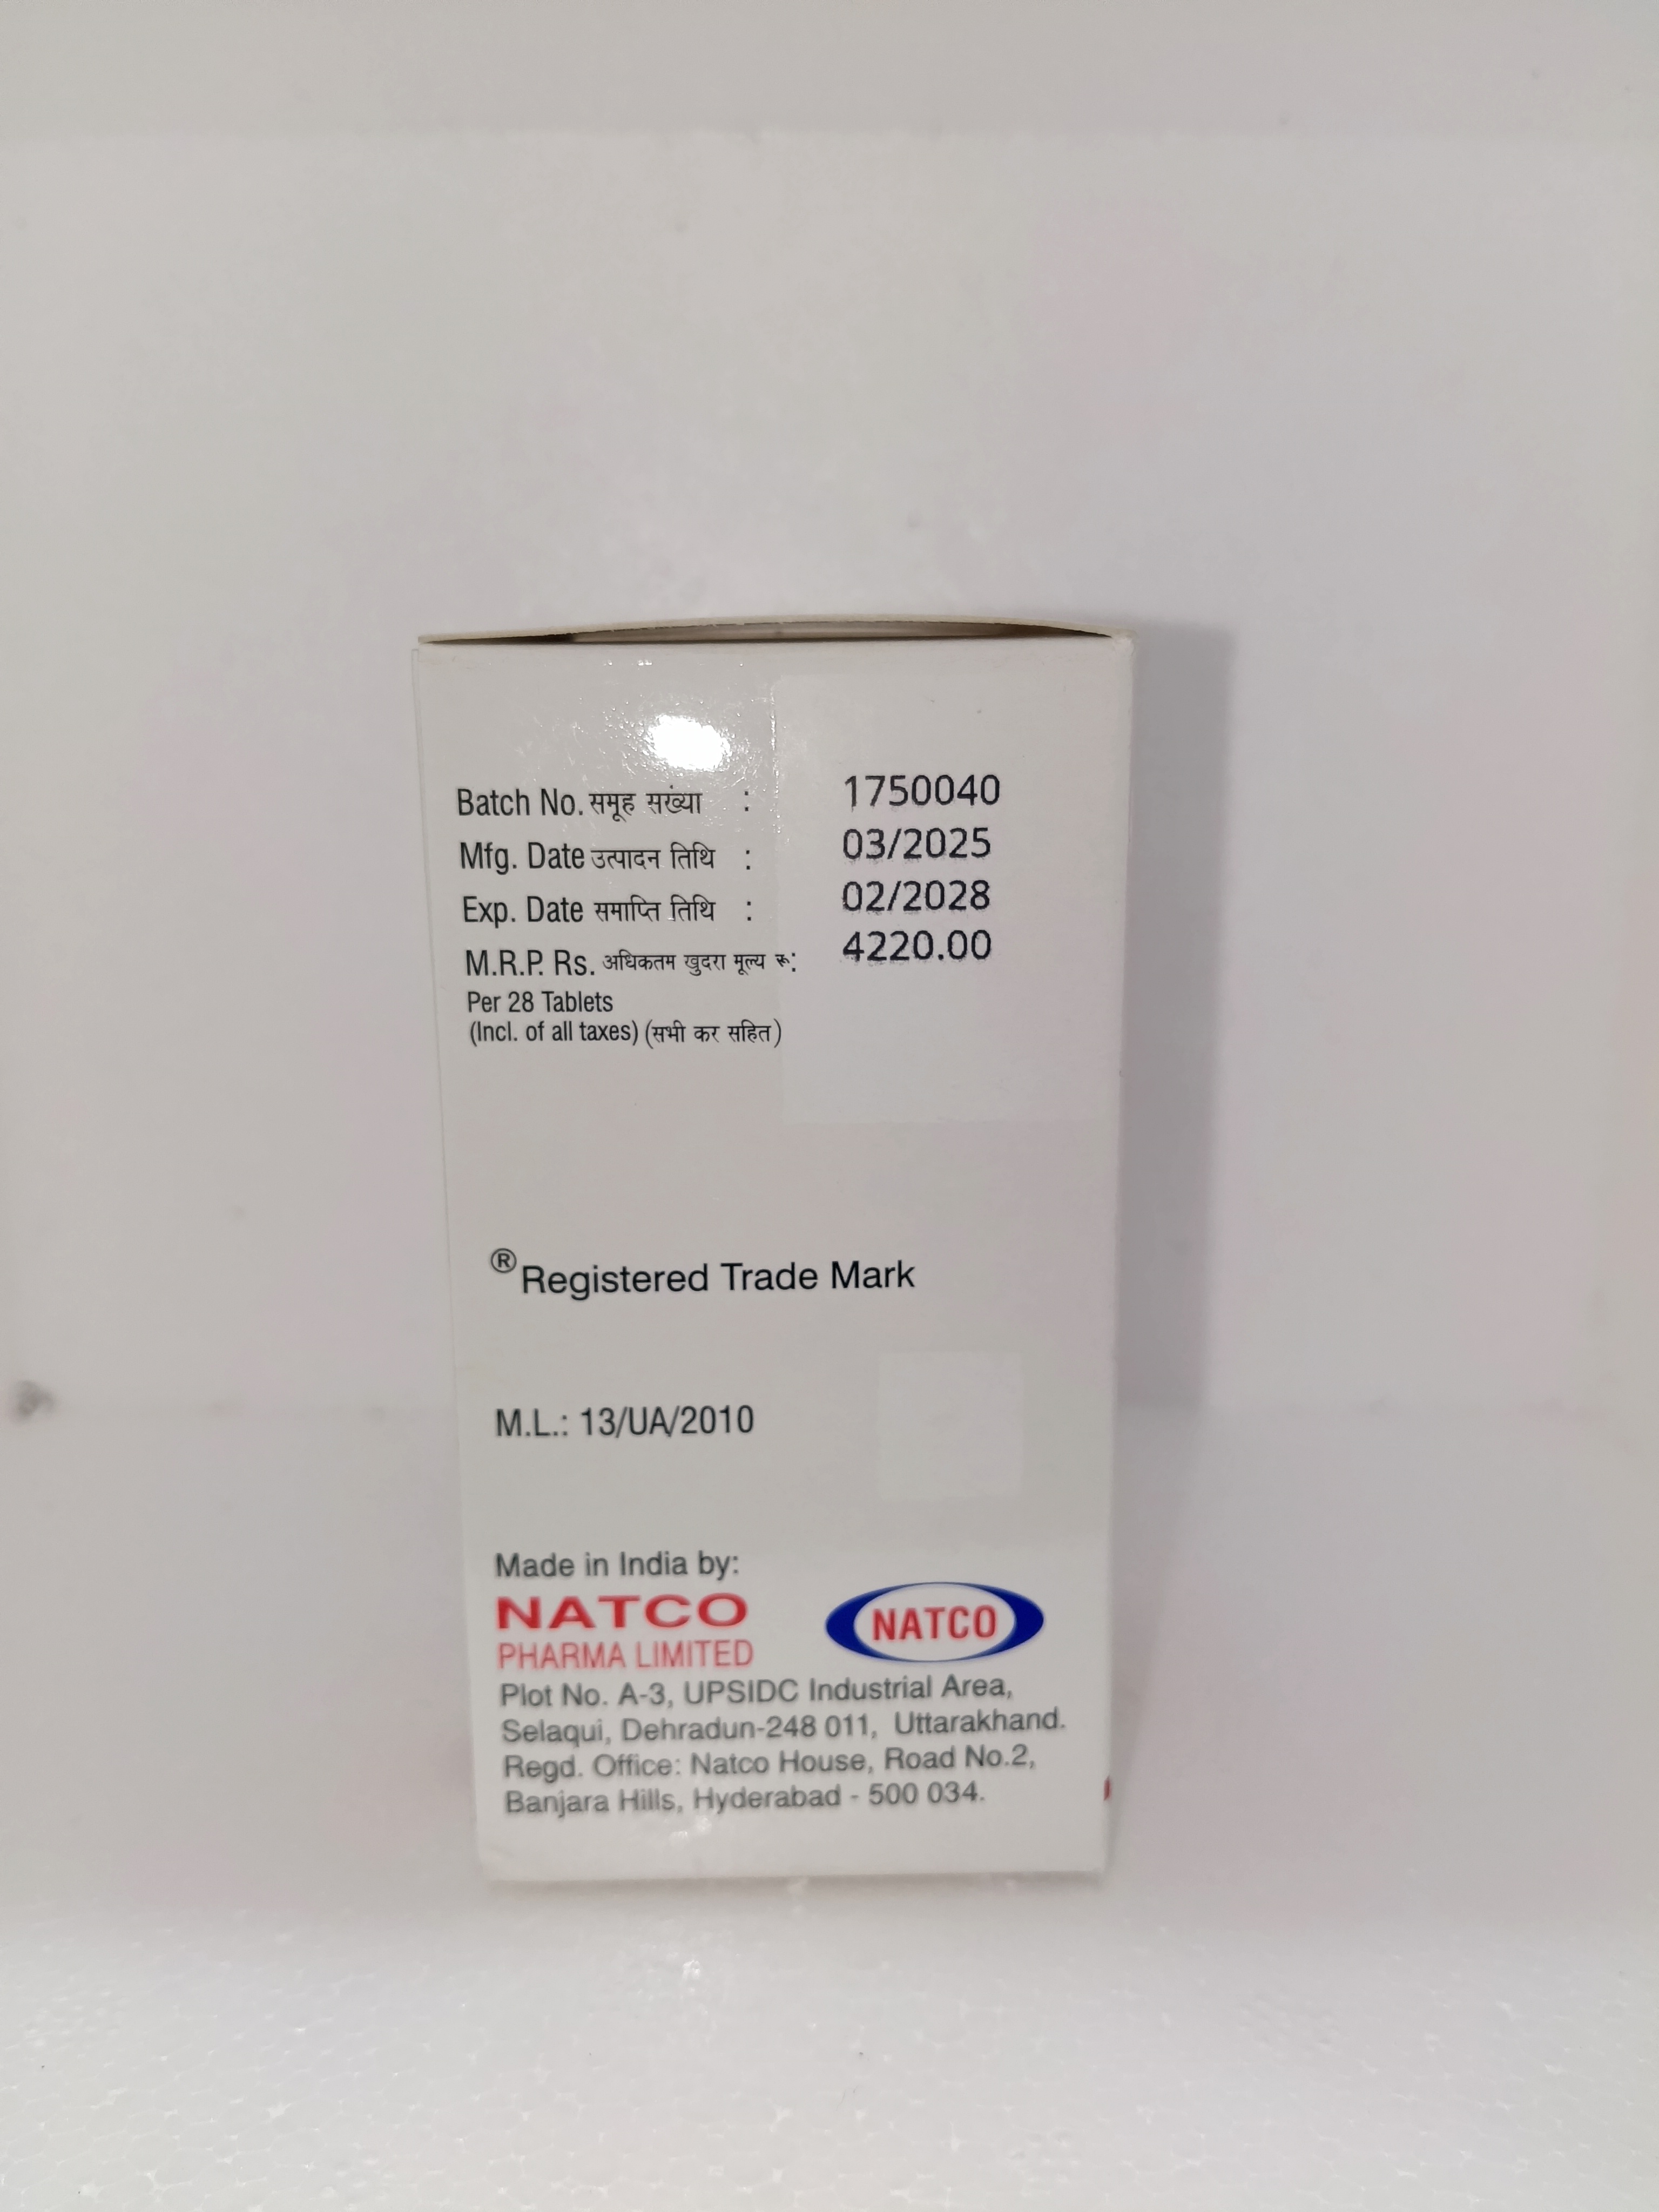 Batch No. समूह सख्ंया : 1750040
Mfg. Date उत्पादन तिथि : 03/2025
Exp. Date समाप्ति तिथि : 02/2028
M.R.P. Rs. अधिकतम खुदरा मूल्य रू: 4220.00
Per 28 Tablets
(Incl. of all taxes) (सभी कर सहित)
®Registered Trade Mark
M.L.: 13/UA/2010
Made in India by:
NATCO
PHARMA LIMITED
NATCO
Plot No. A-3, UPSIDC Industrial Area,
Selaqui, Dehradun-248 011, Uttarakhand.
Regd. Office: Natco House, Road No.2,
Banjara Hills, Hyderabad - 500 034.